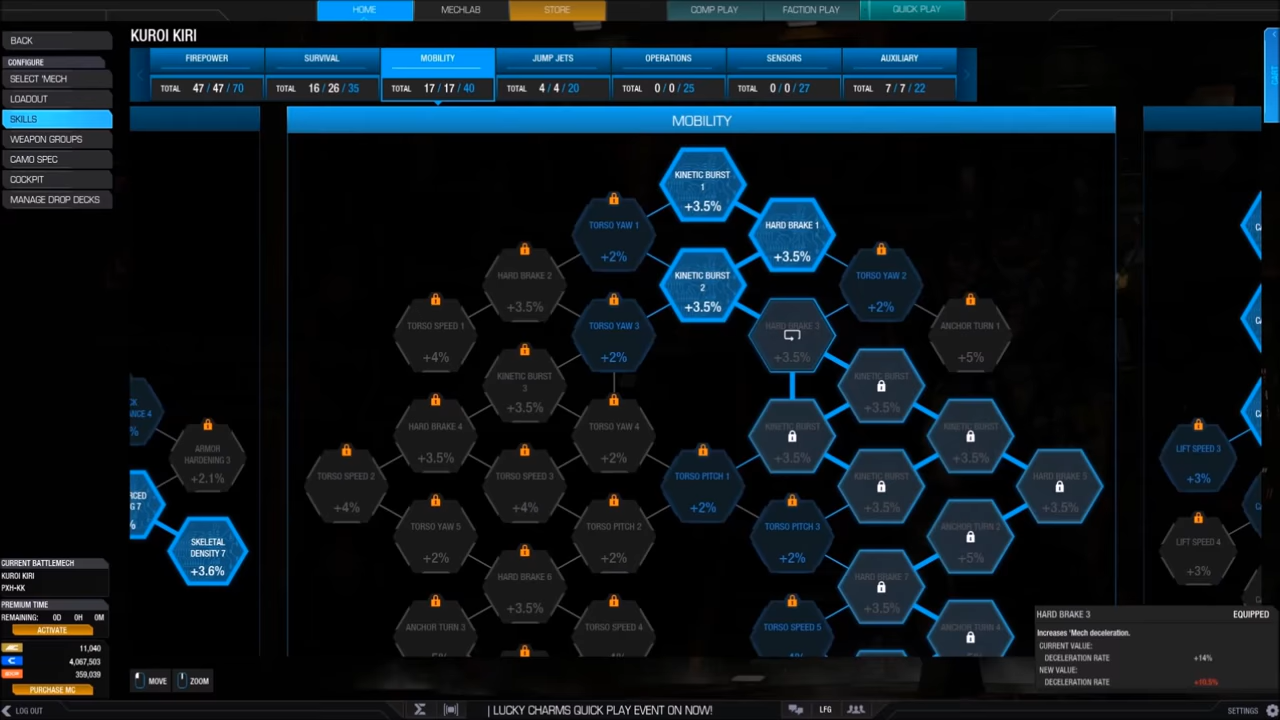 HOME
MECHLAB
STORE
COMP PLAY
FACTION PLAY
QUICK PLAY
KUROI KIRI
BACK
CONFIGURE
SELECT 'MECH
LOADOUT
SKILLS
WEAPON GROUPS
CAMO SPEC
COCKPIT
MANAGE DROP DECKS
FIREPOWER
TOTAL 47 / 47 / 70
SURVIVAL
TOTAL 16 / 26 / 35
MOBILITY
TOTAL 17 / 17 / 40
JUMP JETS
TOTAL 4 / 4 / 20
OPERATIONS
TOTAL 0 / 0 / 25
SENSORS
TOTAL 0 / 0 / 27
AUXILIARY
TOTAL 7 / 7 / 22
CART
MOBILITY
KINETIC BURST
1
+3.5%
TORSO YAW 1
+2%
HARD BRAKE 1
+3.5%
HARD BRAKE 2
+3.5%
KINETIC BURST
2
+3.5%
TORSO YAW 2
+2%
TORSO SPEED 1
+4%
TORSO YAW 3
+2%
HARD BRAKE 3
+3.5%
ANCHOR TURN 1
+5%
KINETIC BURST
3
+3.5%
KINETIC BURST
+3.5%
HARD BRAKE 4
+3.5%
TORSO YAW 4
+2%
KINETIC BURST
+3.5%
KINETIC BURST
+3.5%
TORSO SPEED 2
+4%
TORSO SPEED 3
+4%
TORSO PITCH 1
+2%
KINETIC BURST
+3.5%
HARD BRAKE 5
+3.5%
TORSO YAW 5
+2%
TORSO PITCH 2
+2%
TORSO PITCH 3
+2%
ANCHOR TURN 2
+5%
HARD BRAKE 6
+3.5%
HARD BRAKE 7
+3.5%
ANCHOR TURN 3
TORSO SPEED 4
TORSO SPEED 5
ANCHOR TURN 4
ANCE 4
%
ARMOR
HARDENING 3
+2.1%
RCED
G 7
%
SKELETAL
DENSITY 7
+3.6%
LIFT SPEED 3
+3%
LIFT SPEED 4
+3%
CURRENT BATTLEMECH
KUROI KIRI
PXH-KK
PREMIUM TIME
REMAINING: 0D 0H 0M
ACTIVATE
11,040
C 4,067,503
359,039
PURCHASE MC
LOG OUT
MOVE
ZOOM
HARD BRAKE 3 EQUIPPED
Increases 'Mech deceleration.
CURRENT VALUE:
DECELERATION RATE +14%
NEW VALUE:
DECELERATION RATE +10.5%
| LUCKY CHARMS QUICK PLAY EVENT ON NOW!
LFG
SETTINGS